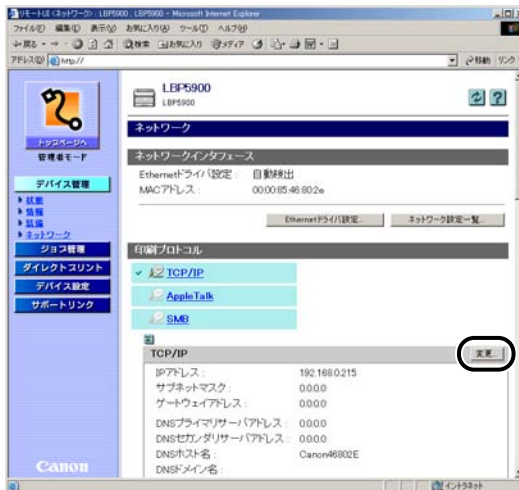 リモートUI <ネットワーク> : LBP5900 : LBP5900 - Microsoft Internet Explorer
ファイル(F) 編集(E) 表示(V) お気に入り(A) ツール(T) ヘルプ(H)
戻る 検索 お気に入り メディア
アドレス(D) http:// 移動 リンク
LBP5900
LBP5900
トップページへ
管理者モード
デバイス管理
状態
情報
装備
ネットワーク
ジョブ管理
ダイレクトプリント
デバイス設定
サポートリンク
Canon
ネットワーク
ネットワークインタフェース
Ethernetドライバ設定 : 自動検出
MACアドレス : 00:00:85:46:80:2e
Ethernetドライバ設定... ネットワーク設定一覧...
印刷プロトコル
TCP/IP
AppleTalk
SMB
TCP/IP 変更...
IPアドレス : 192.168.0.215
サブネットマスク : 0.0.0.0
ゲートウェイアドレス : 0.0.0.0
DNSプライマリサーバアドレス : 0.0.0.0
DNSセカンダリサーバアドレス : 0.0.0.0
DNSホスト名 : Canon46802E
DNSドメイン名 :
イントラネット